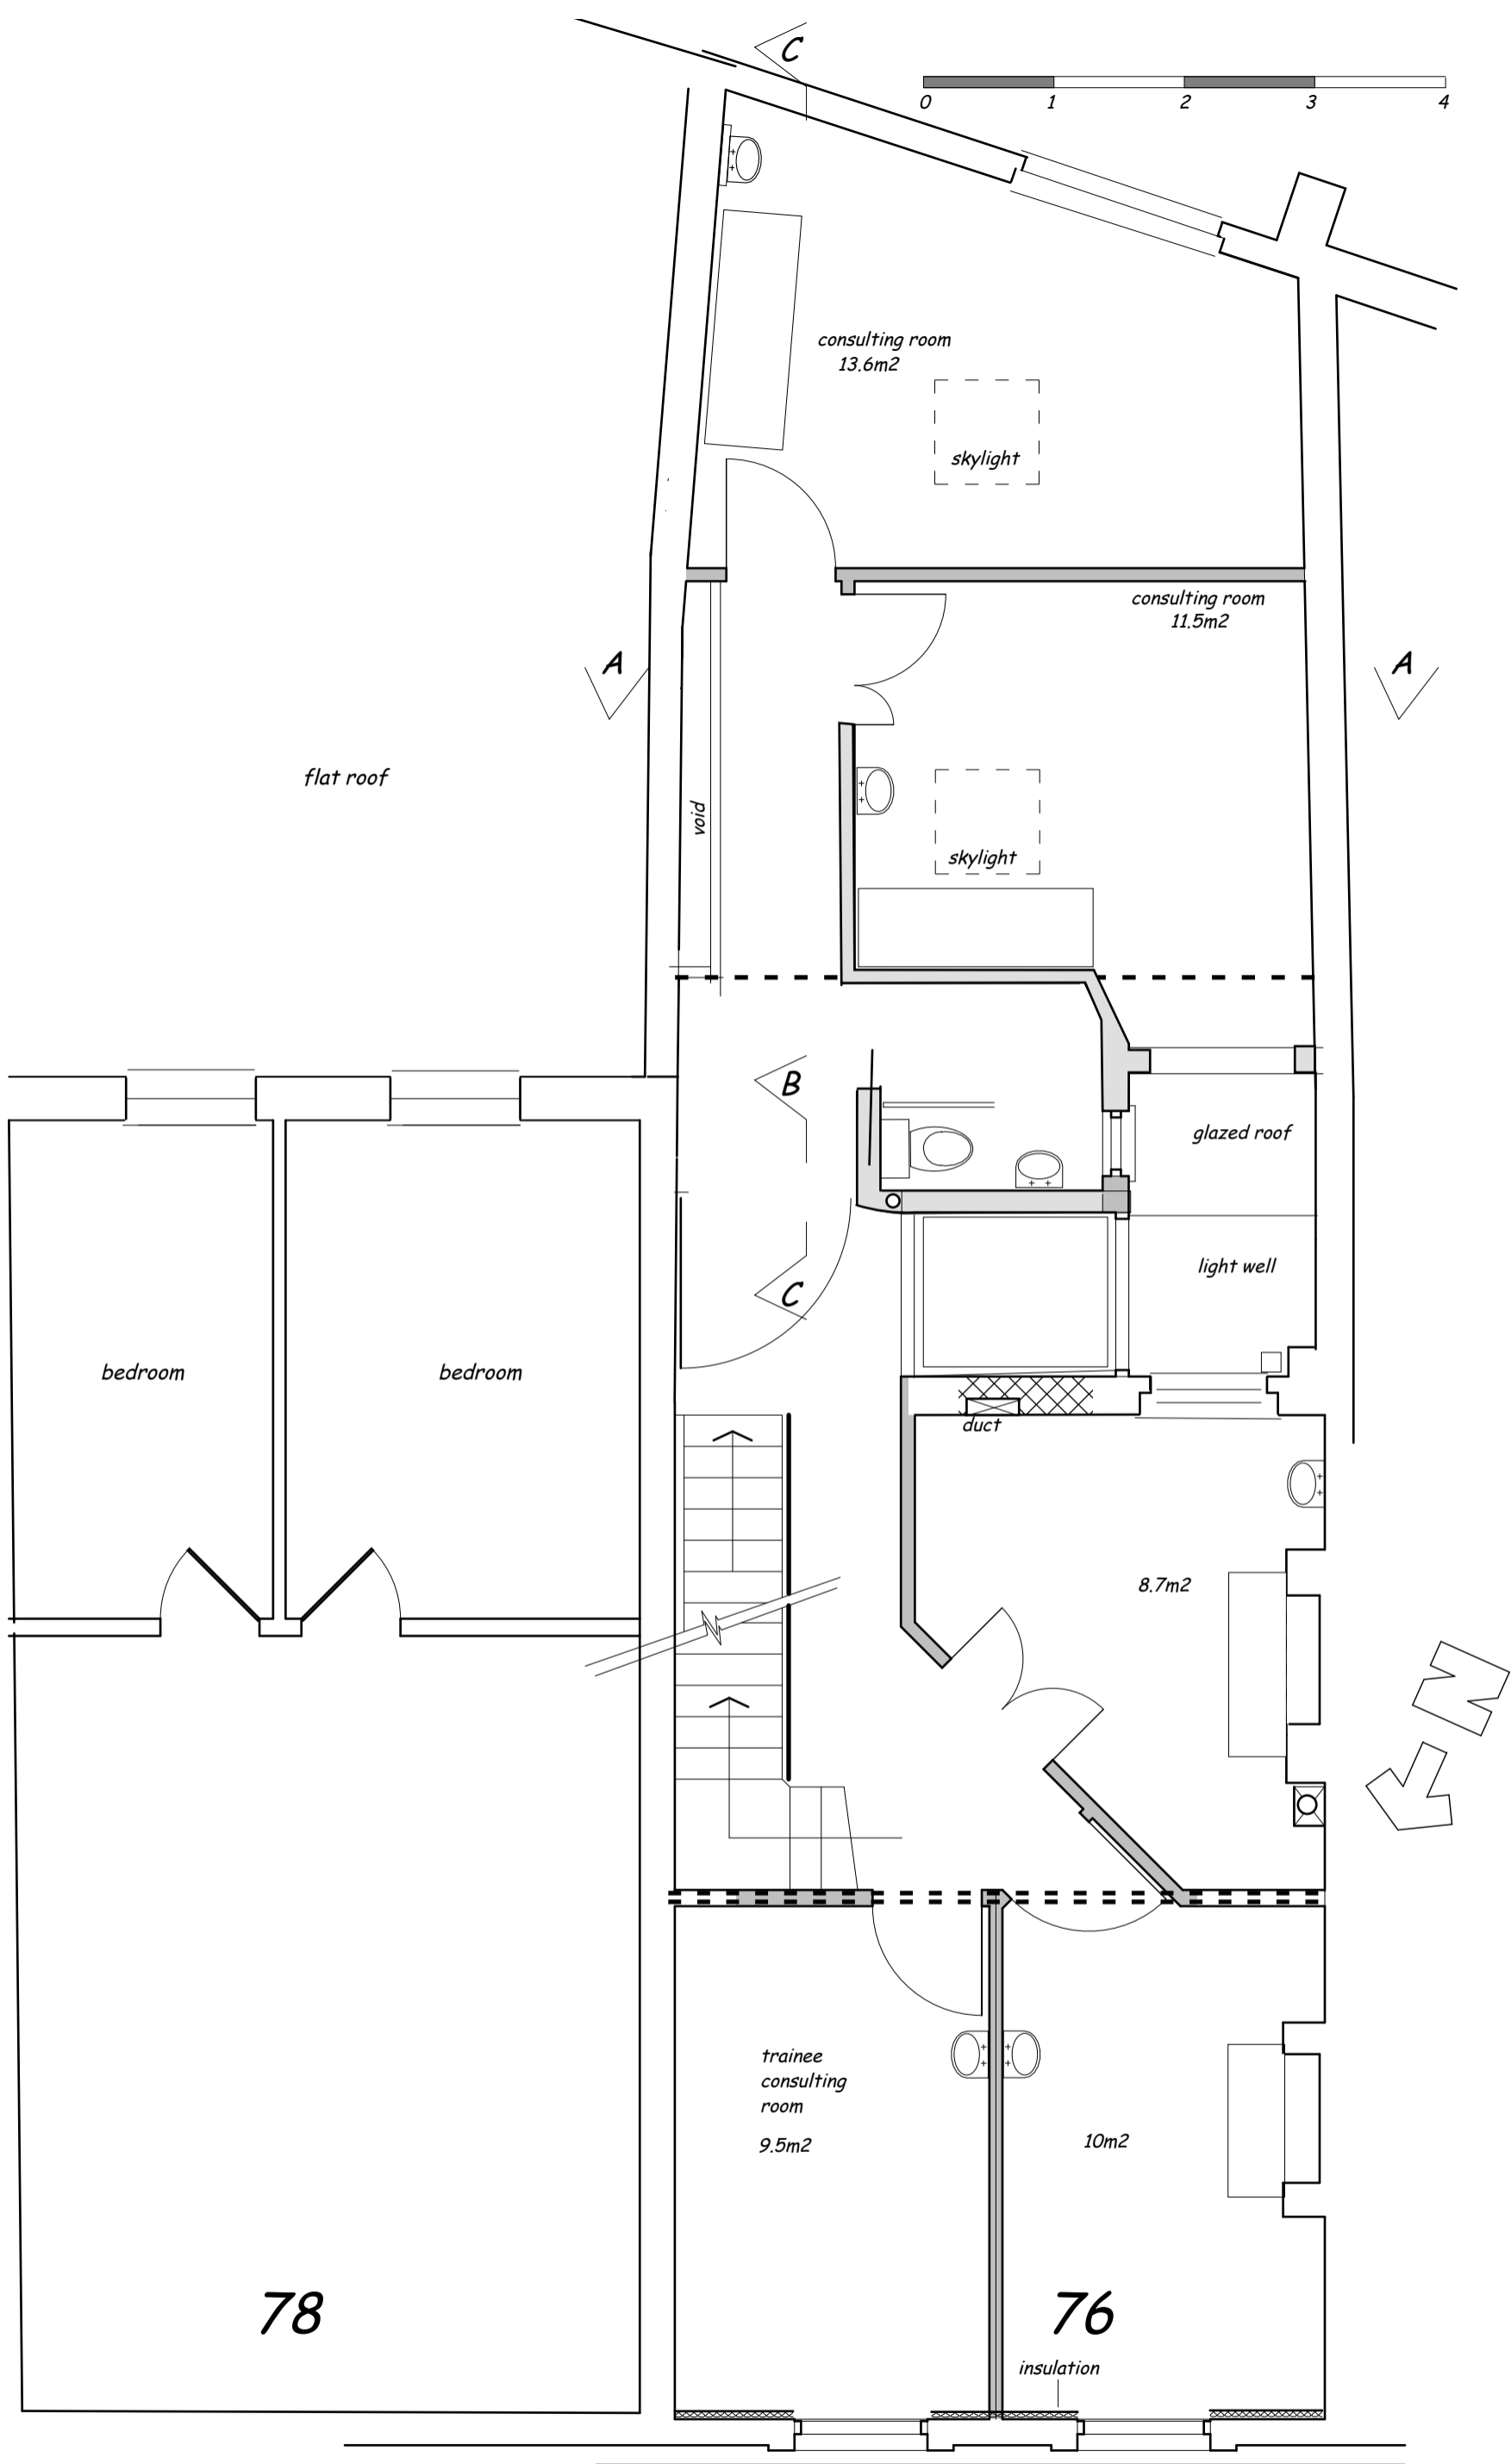 C
0 1 2 3 4
consulting room
13.6m2
skylight
consulting room
11.5m2
A
A
flat roof
void
skylight
B
glazed roof
light well
C
bedroom
bedroom
duct
8.7m2
N
trainee
consulting
room
9.5m2
10m2
78
76
insulation